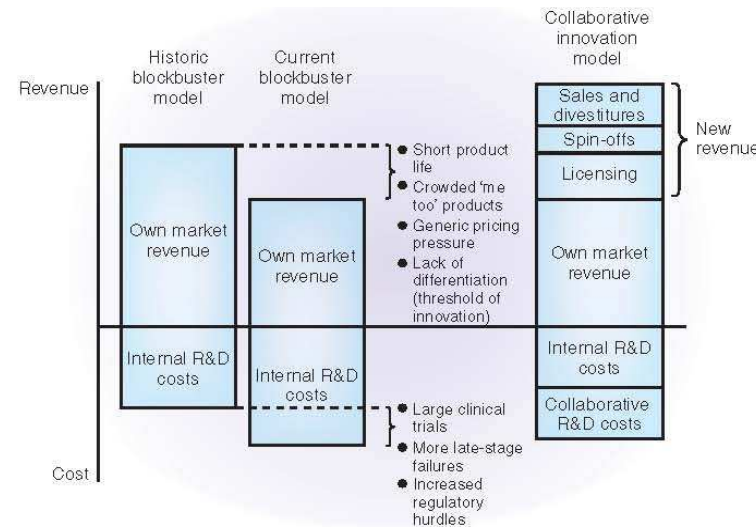 Historic
blockbuster
model
Current
blockbuster
model
Collaborative
innovation
model
Revenue
Sales and
divestitures
Spin-offs
Licensing
New
revenue
Own market
revenue
Own market
revenue
● Short product
life
● Crowded ‘me
too’ products
● Generic pricing
pressure
● Lack of
differentiation
(threshold of
innovation)
Own market
revenue
Internal R&D
costs
Internal R&D
costs
Internal R&D
costs
Collaborative
R&D costs
● Large clinical
trials
● More late-stage
failures
● Increased
regulatory
hurdles
Cost